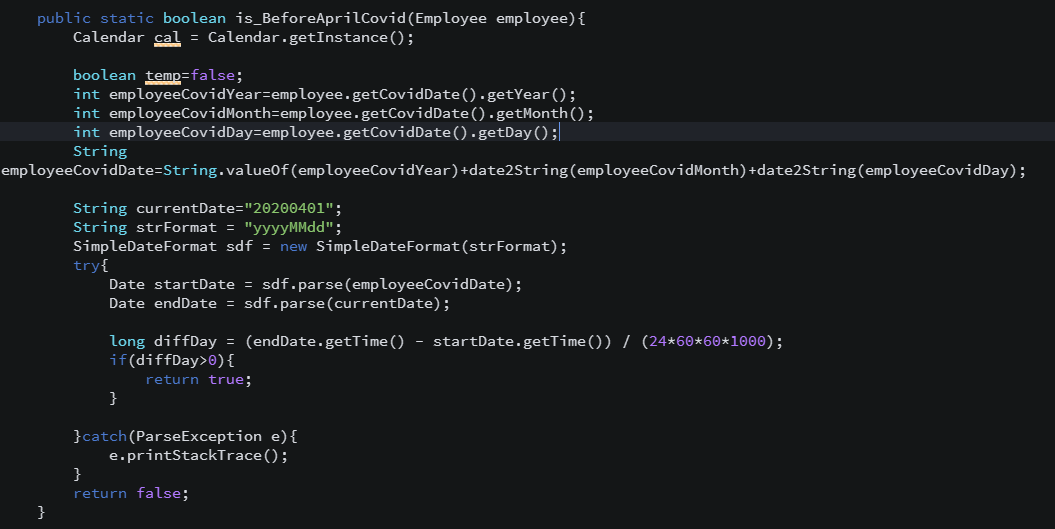 public static boolean is_BeforeAprilCovid(Employee employee){
Calendar cal = Calendar.getInstance();
boolean temp=false;
int employeeCovidYear=employee.getCovidDate().getYear();
int employeeCovidMonth=employee.getCovidDate().getMonth();
int employeeCovidDay=employee.getCovidDate().getDay();
String
employeeCovidDate=String.valueOf(employeeCovidYear)+date2String(employeeCovidMonth)+date2String(employeeCovidDay);
String currentDate="20200401";
String strFormat = "yyyyMMdd";
SimpleDateFormat sdf = new SimpleDateFormat(strFormat);
try{
Date startDate = sdf.parse(employeeCovidDate);
Date endDate = sdf.parse(currentDate);
long diffDay = (endDate.getTime() - startDate.getTime()) / (24*60*60*1000);
if(diffDay>0){
return true;
}
}catch(ParseException e){
e.printStackTrace();
}
return false;
}